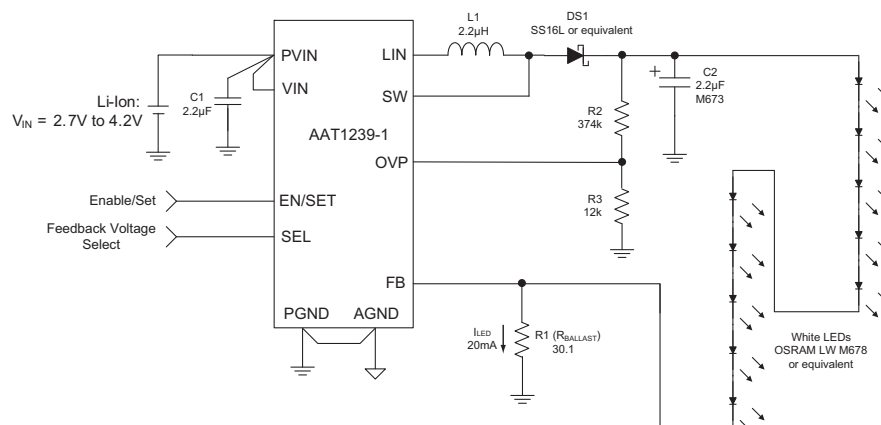 L1
2.2µH
DS1
SS16L or equivalent
PVIN
LIN
VIN
SW
C1
2.2µF
Li-Ion:
VIN = 2.7V to 4.2V
AAT1239-1
R2
374k
+
C2
2.2µF
M673
OVP
Enable/Set
EN/SET
R3
12k
Feedback Voltage
Select
SEL
FB
PGND
AGND
ILED
20mA
R1 (RBALLAST)
30.1
White LEDs
OSRAM LW M678
or equivalent